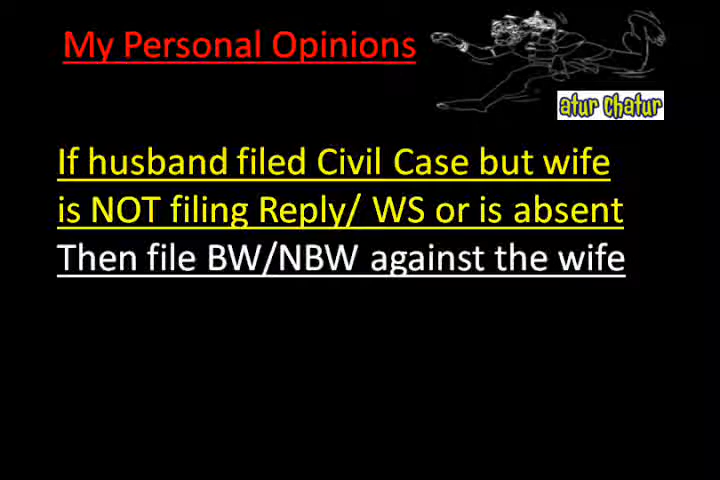 My Personal Opinions
atur chatur
If husband filed Civil Case but wife
is NOT filing Reply/ WS or is absent
Then file BW/NBW against the wife